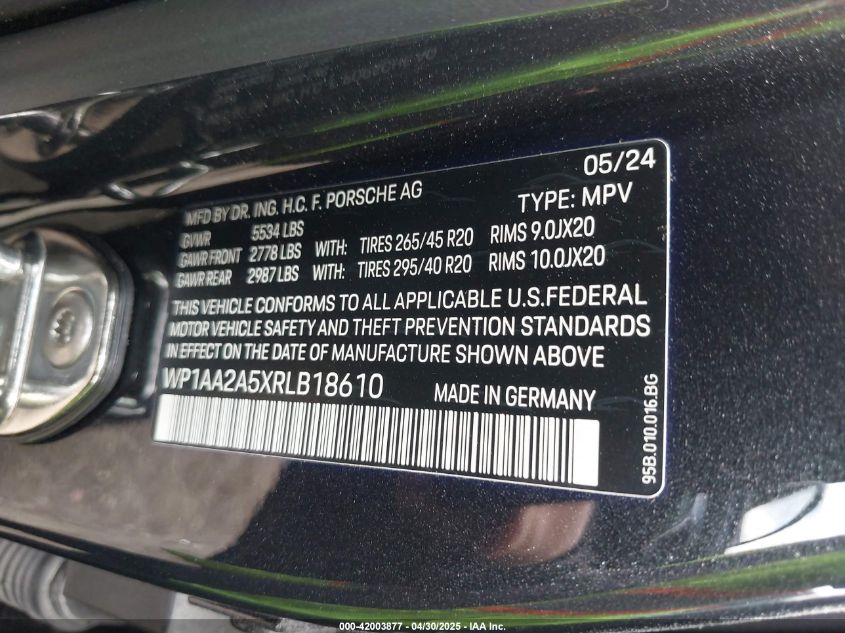 05/24
MFD BY DR. ING. H.C. F. PORSCHE AG
TYPE: MPV
GVWR 5534 LBS
GAWR FRONT 2778 LBS WITH: TIRES 265/45 R20 RIMS 9.0JX20
GAWR REAR 2987 LBS WITH: TIRES 295/40 R20 RIMS 10.0JX20
THIS VEHICLE CONFORMS TO ALL APPLICABLE U.S.FEDERAL
MOTOR VEHICLE SAFETY AND THEFT PREVENTION STANDARDS
IN EFFECT ON THE DATE OF MANUFACTURE SHOWN ABOVE
WP1AA2A5XRLB18610 MADE IN GERMANY
95B.010.016.BG
000-42003877 - 04/30/2025 - IAA Inc.